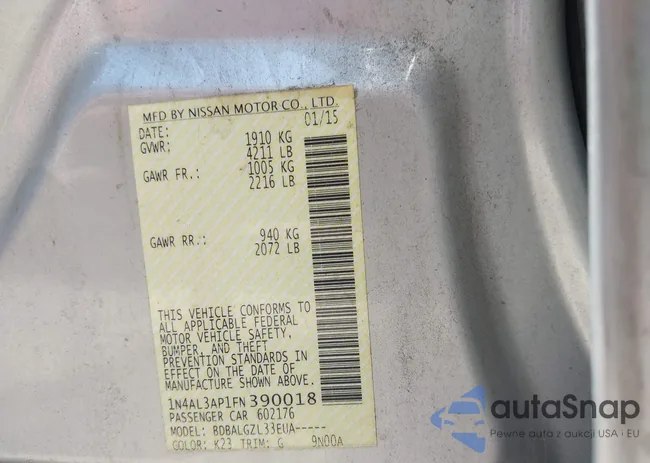 MFD BY NISSAN MOTOR CO., LTD.
DATE: 01/15
GVWR: 1910 KG
4211 LB
GAWR FR.: 1005 KG
2216 LB
GAWR RR.: 940 KG
2072 LB
THIS VEHICLE CONFORMS TO
ALL APPLICABLE FEDERAL
MOTOR VEHICLE SAFETY,
BUMPER, AND THEFT
PREVENTION STANDARDS IN
EFFECT ON THE DATE OF
MANUFACTURE SHOWN ABOVE.
1N4AL3AP1FN390018
PASSENGER CAR 602176
MODEL: BDBALGZL33EUA-----
COLOR: K23 TRIM: G 9N00A
autoSnap
Pewne auta z aukcji USA i EU